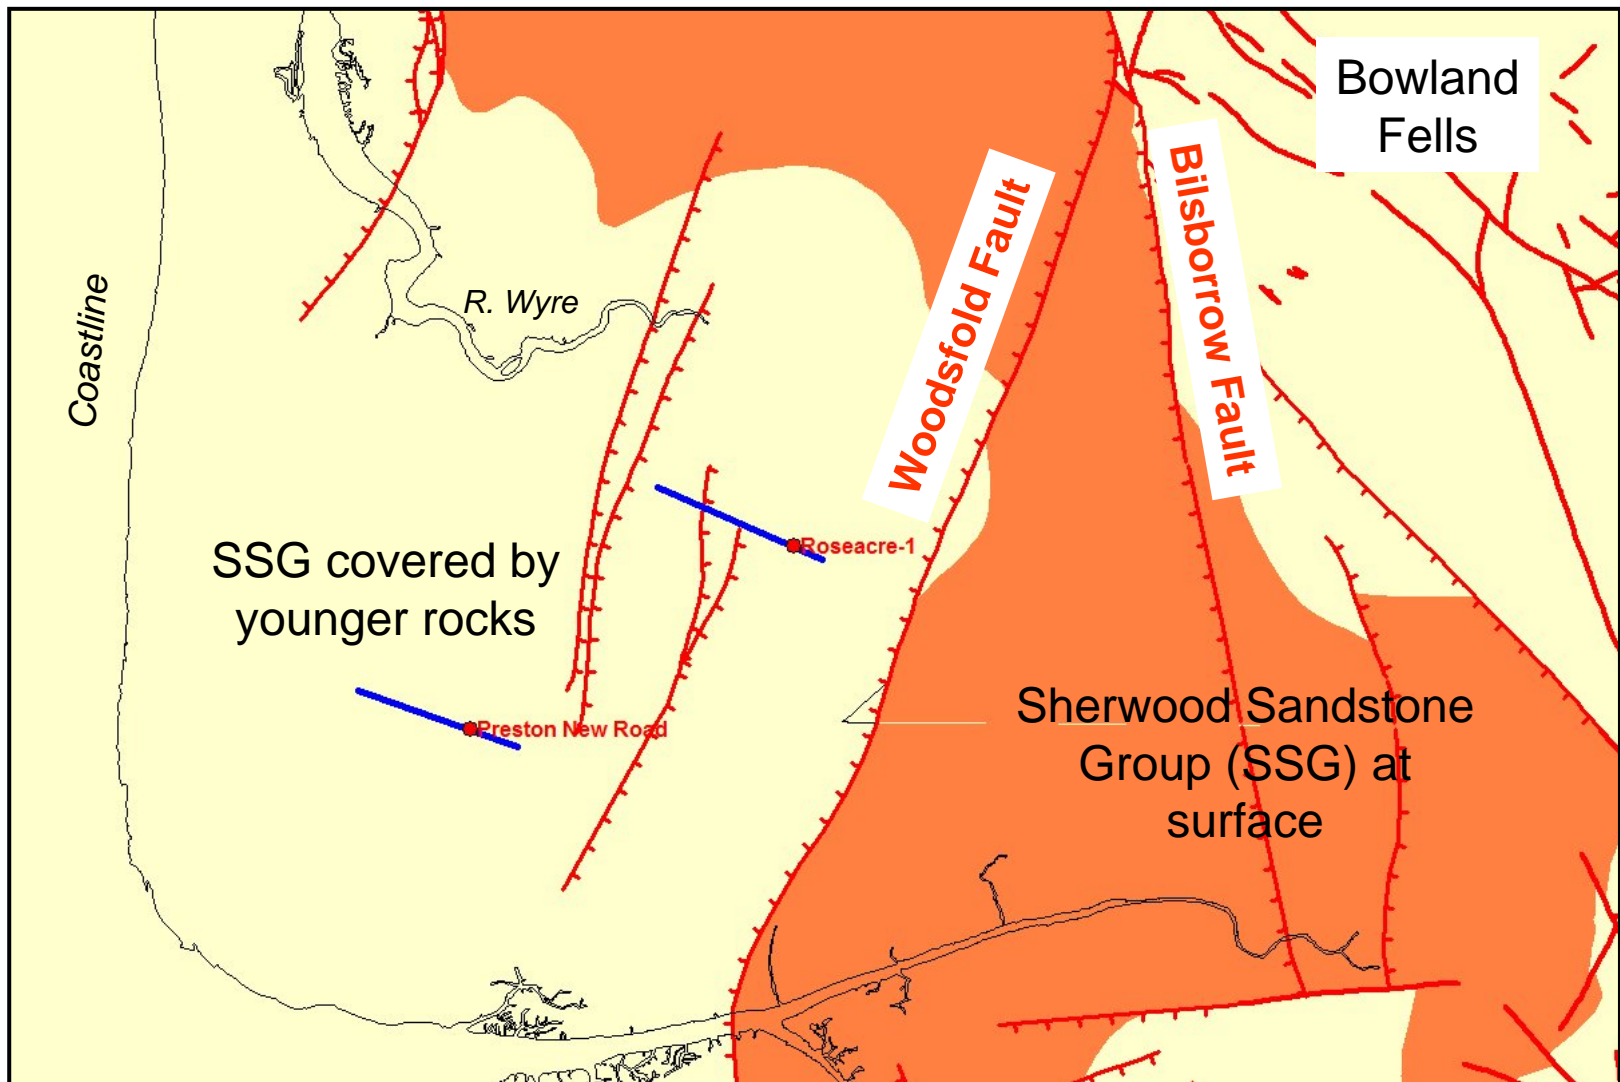 Bowland
Fells
Woodsfold Fault
Bilsborrow Fault
Coastline
R. Wyre
Roseacre-1
SSG covered by
younger rocks
Preston New Road
Sherwood Sandstone
Group (SSG) at
surface